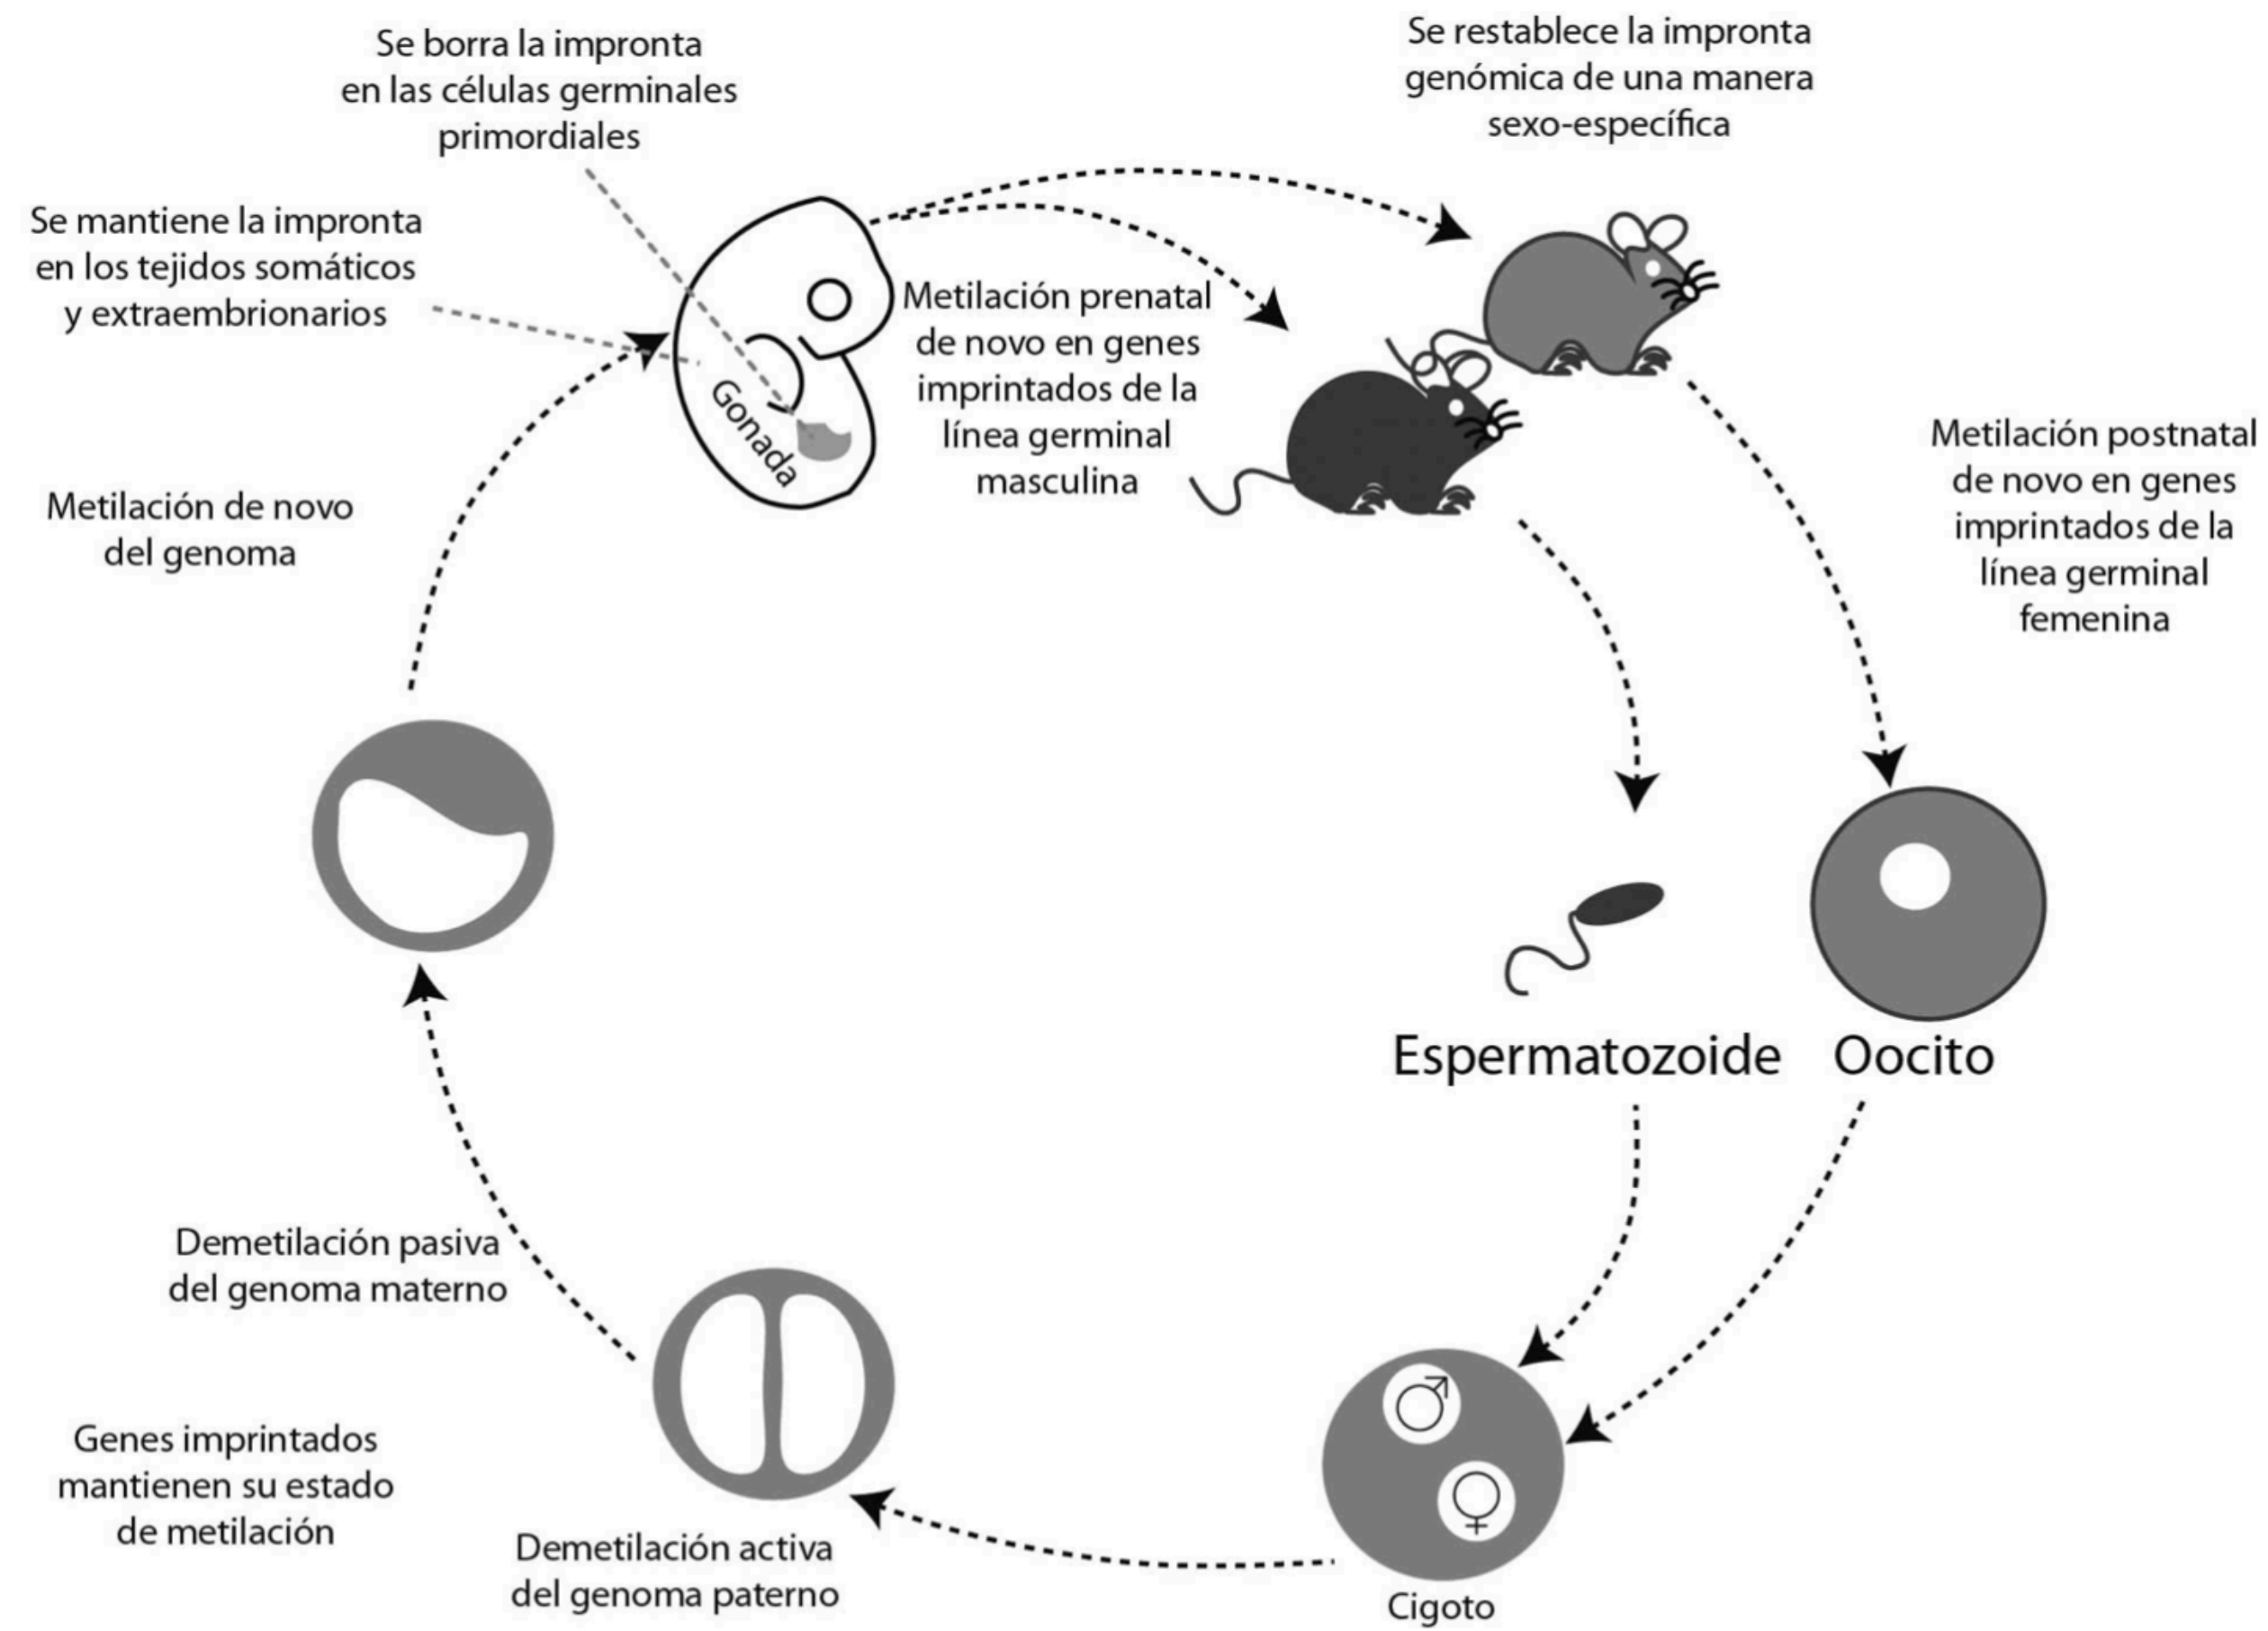 Se borra la impronta
en las células germinales
primordiales
Se restablece la impronta
genómica de una manera
sexo-específica
Se mantiene la impronta
en los tejidos somáticos
y extraembrionarios
Gonada
Metilación prenatal
de novo en genes
imprintados de la
línea germinal
masculina
Metilación postnatal
de novo en genes
imprintados de la
línea germinal
femenina
Metilación de novo
del genoma
Espermatozoide
Oocito
Demetilación pasiva
del genoma materno
Genes imprintados
mantienen su estado
de metilación
Demetilación activa
del genoma paterno
Cigoto